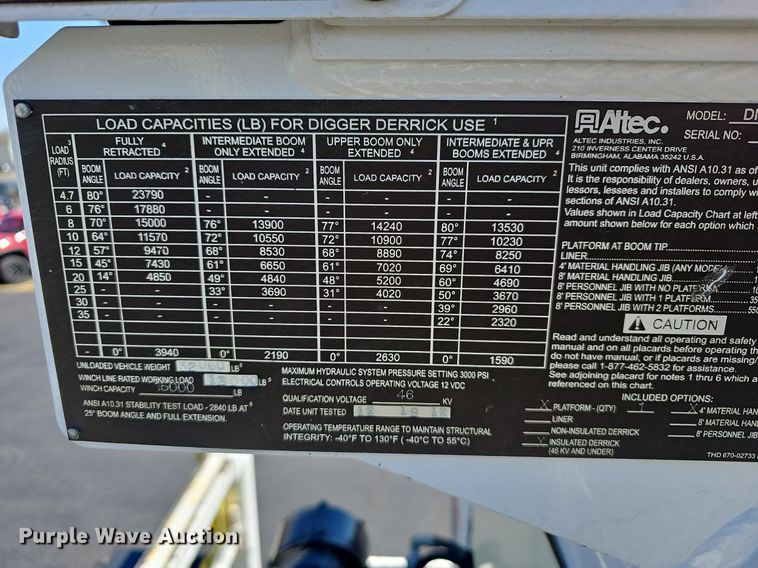 LOAD CAPACITIES (LB) FOR DIGGER DERRICK USE 1
LOAD 3 RADIUS (FT) FULLY RETRACTED 4 INTERMEDIATE BOOM ONLY EXTENDED 4 UPPER BOOM ONLY EXTENDED 4 INTERMEDIATE & UPR BOOMS EXTENDED 4
BOOM ANGLE LOAD CAPACITY 2 BOOM ANGLE LOAD CAPACITY 2 BOOM ANGLE LOAD CAPACITY 2 BOOM ANGLE LOAD CAPACITY 2
4.7 80° 23790 - - - - - -
6 76° 17880 - - - - - -
8 70° 15000 76° 13900 77° 14240 80° 13530
10 64° 11570 72° 10550 72° 10900 77° 10230
12 57° 9470 68° 8530 68° 8890 74° 8250
15 45° 7430 61° 6650 61° 7020 69° 6410
20 14° 4850 49° 4840 48° 5200 60° 4690
25 - - 33° 3690 31° 4020 50° 3670
30 - - - - - - 39° 2960
35 - - - - - - 22° 2320
0° 3940 0° 2190 0° 2630 0° 1590
UNLOADED VEHICLE WEIGHT LB 6
WINCH LINE RATED WORKING LOAD LB 5
WINCH CAPACITY 15000
ANSI A10.31 STABILITY TEST LOAD - 2840 LB AT 6
25° BOOM ANGLE AND FULL EXTENSION.
MAXIMUM HYDRAULIC SYSTEM PRESSURE SETTING 3000 PSI
ELECTRICAL CONTROLS OPERATING VOLTAGE 12 VDC
QUALIFICATION VOLTAGE 46 KV
DATE UNIT TESTED 12 19 12
OPERATING TEMPERATURE RANGE TO MAINTAIN STRUCTURAL
INTEGRITY: -40°F TO 130°F ( -40°C TO 55°C)
Altec.
ALTEC INDUSTRIES, INC.
210 INVERNESS CENTER DRIVE
BIRMINGHAM, ALABAMA 35242 U.S.A.
MODEL:
SERIAL NO:
This unit complies with ANSI A10.31 as of
It is the responsibility of dealers, owners, u
lessors, lessees and installers to comply wi
sections of ANSI A10.31.
Values shown in Load Capacity Chart at left
amount shown below for each option which
PLATFORM AT BOOM TIP
LINER
4' MATERIAL HANDLING JIB (ANY MODEL)
8' MATERIAL HANDLING JIB
8' PERSONNEL JIB WITH NO PLATFORM
8' PERSONNEL JIB WITH 1 PLATFORM
8' PERSONNEL JIB WITH 2 PLATFORMS
CAUTION
Read and understand all operating and safety
manual and on all placards before operating th
do not have manual, or if placards are missing/
please call 1-877-462-5832 for assistance.
See adjoining placard for notes 1 thru 6 which a
referenced on this chart.
INCLUDED OPTIONS:
X PLATFORM - (QTY) 1 X 4' MATERIAL HAN
LINER 8' MATERIAL HAND
NON-INSULATED DERRICK 8' PERSONNEL JIB
X INSULATED DERRICK
(46 KV AND UNDER)
THD 670-02733
Purple Wave Auction